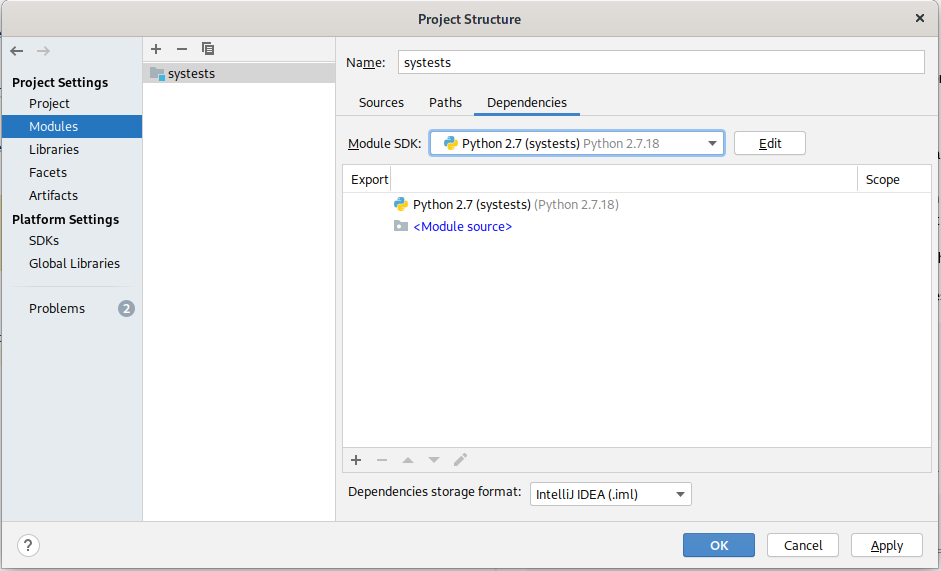 Project Structure
Project Settings
Project
Modules
Libraries
Facets
Artifacts
Platform Settings
SDKs
Global Libraries
Problems 2
systests
Name: systests
Sources Paths Dependencies
Module SDK: Python 2.7 (systests) Python 2.7.18 Edit
Export Scope
Python 2.7 (systests) (Python 2.7.18)
<Module source>
Dependencies storage format: IntelliJ IDEA (.iml)
? OK Cancel Apply